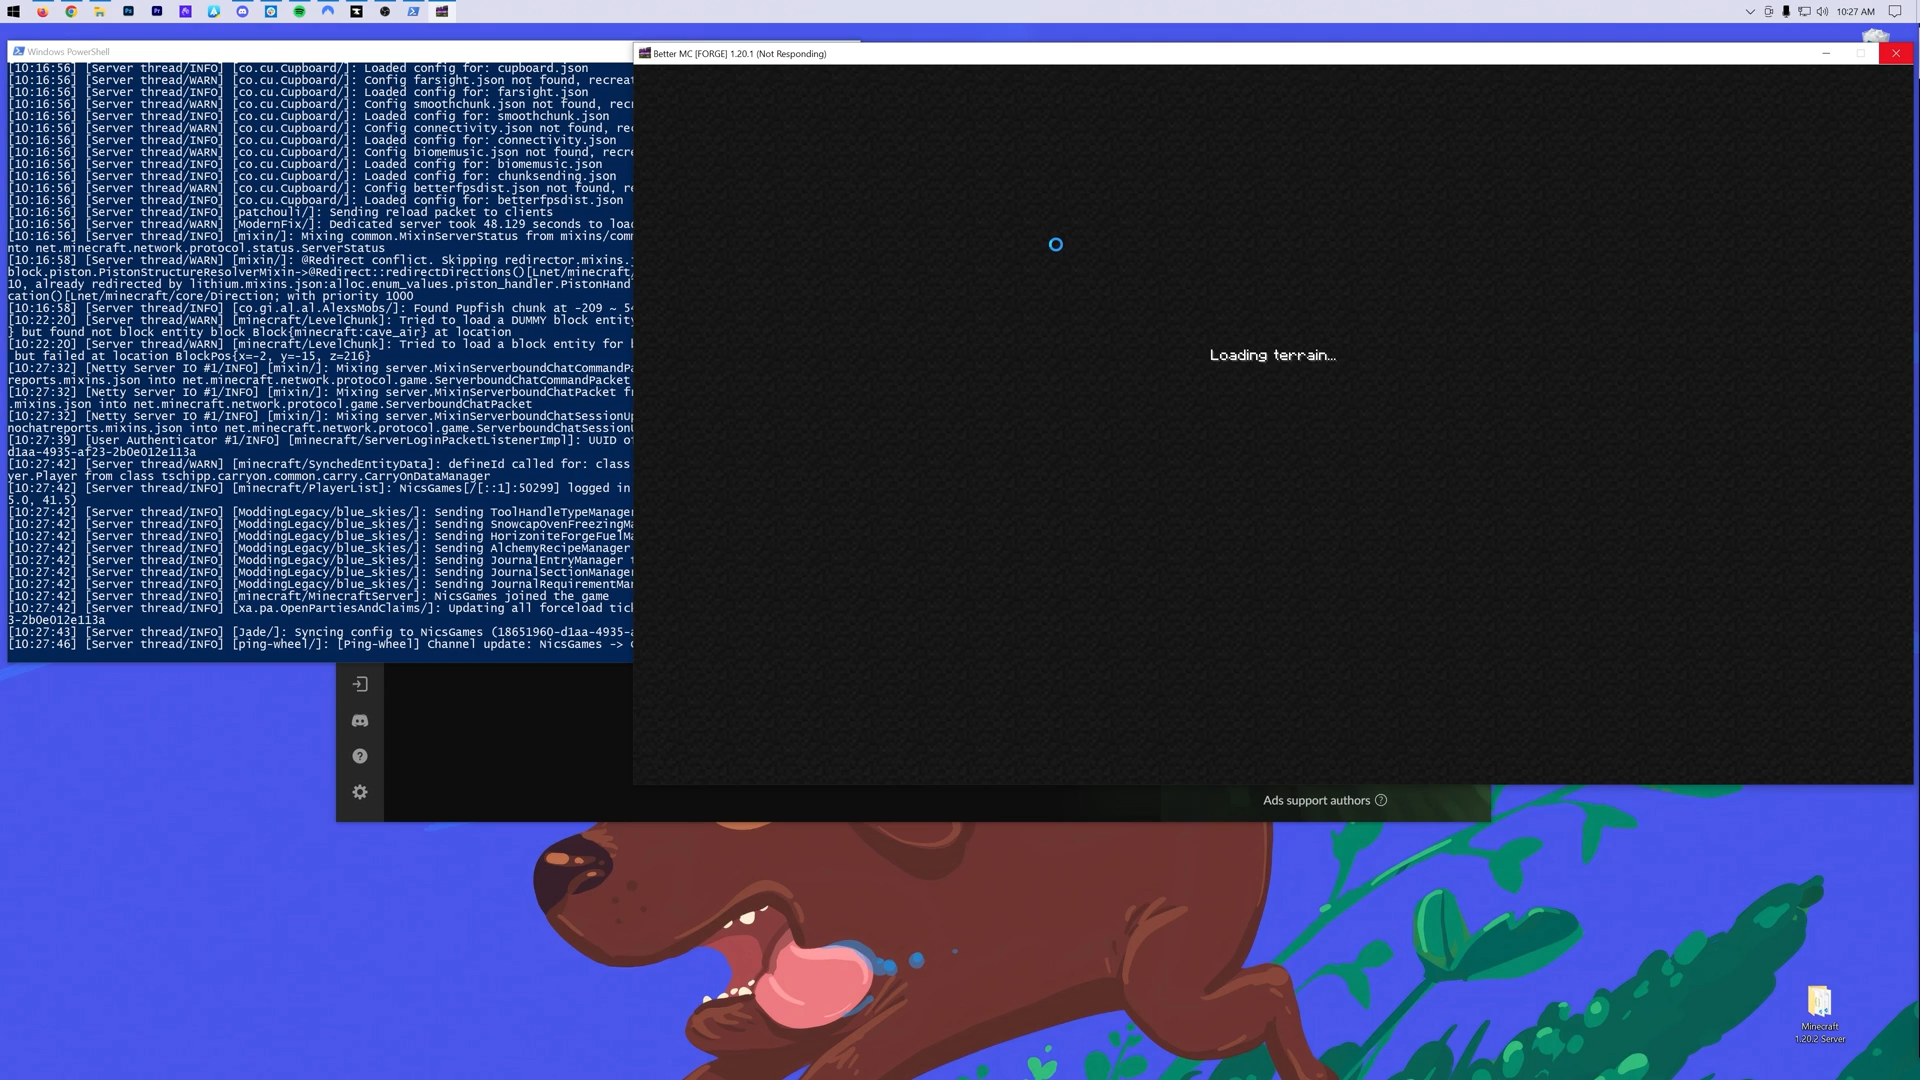 10:27 AM
Windows PowerShell
[10:16:56] [Server thread/INFO] [co.cu.Cupboard/]: Loaded config for: cupboard.json
[10:16:56] [Server thread/WARN] [co.cu.Cupboard/]: Config farsight.json not found, recreat
[10:16:56] [Server thread/INFO] [co.cu.Cupboard/]: Loaded config for: farsight.json
[10:16:56] [Server thread/WARN] [co.cu.Cupboard/]: Config smoothchunk.json not found, recr
[10:16:56] [Server thread/INFO] [co.cu.Cupboard/]: Loaded config for: smoothchunk.json
[10:16:56] [Server thread/WARN] [co.cu.Cupboard/]: Config connectivity.json not found, rec
[10:16:56] [Server thread/INFO] [co.cu.Cupboard/]: Loaded config for: connectivity.json
[10:16:56] [Server thread/WARN] [co.cu.Cupboard/]: Config biomemusic.json not found, recre
[10:16:56] [Server thread/INFO] [co.cu.Cupboard/]: Loaded config for: biomemusic.json
[10:16:56] [Server thread/INFO] [co.cu.Cupboard/]: Loaded config for: chunksending.json
[10:16:56] [Server thread/WARN] [co.cu.Cupboard/]: Config betterfpsdist.json not found, re
[10:16:56] [Server thread/INFO] [co.cu.Cupboard/]: Loaded config for: betterfpsdist.json
[10:16:56] [Server thread/INFO] [patchouli/]: Sending reload packet to clients
[10:16:56] [Server thread/WARN] [ModernFix/]: Dedicated server took 48.129 seconds to load
[10:16:56] [Server thread/INFO] [mixin/]: Mixing common.MixinServerStatus from mixins/comm
nto net.minecraft.network.protocol.status.ServerStatus
[10:16:58] [Server thread/WARN] [mixin/]: @Redirect conflict. Skipping redirector.mixins.j
block.piston.PistonStructureResolverMixin->@Redirect::redirectDirections()[Lnet/minecraft/
10, already redirected by lithium.mixins.json:alloc.enum_values.piston_handler.PistonHandl
cation()[Lnet/minecraft/core/Direction; with priority 1000
[10:16:58] [Server thread/INFO] [co.gi.al.al.AlexsMobs/]: Found Pupfish chunk at -209 ~ 54
[10:22:20] [Server thread/WARN] [minecraft/LevelChunk]: Tried to load a DUMMY block entity
} but found not block entity block Block{minecraft:cave_air} at location
[10:22:20] [Server thread/WARN] [minecraft/LevelChunk]: Tried to load a block entity for b
but failed at location BlockPos{x=-2, y=-15, z=216}
[10:27:32] [Netty Server IO #1/INFO] [mixin/]: Mixing server.MixinServerboundChatCommandPa
reports.mixins.json into net.minecraft.network.protocol.game.ServerboundChatCommandPacket
[10:27:32] [Netty Server IO #1/INFO] [mixin/]: Mixing server.MixinServerboundChatPacket fr
.mixins.json into net.minecraft.network.protocol.game.ServerboundChatPacket
[10:27:32] [Netty Server IO #1/INFO] [mixin/]: Mixing server.MixinServerboundChatSessionUp
nochatreports.mixins.json into net.minecraft.network.protocol.game.ServerboundChatSessionU
[10:27:39] [User Authenticator #1/INFO] [minecraft/ServerLoginPacketListenerImpl]: UUID of
d1aa-4935-af23-2b0e012e113a
[10:27:42] [Server thread/WARN] [minecraft/SynchedEntityData]: defineId called for: class
yer.Player from class tschipp.carryon.common.carry.CarryOnDataManager
[10:27:42] [Server thread/INFO] [minecraft/PlayerList]: NicsGames[/[::1]:50299] logged in
5.0, 41.5)
[10:27:42] [Server thread/INFO] [ModdingLegacy/blue_skies/]: Sending ToolHandleTypeManager
[10:27:42] [Server thread/INFO] [ModdingLegacy/blue_skies/]: Sending SnowcapOvenFreezingMa
[10:27:42] [Server thread/INFO] [ModdingLegacy/blue_skies/]: Sending HorizoniteForgeFuelMa
[10:27:42] [Server thread/INFO] [ModdingLegacy/blue_skies/]: Sending AlchemyRecipeManager
[10:27:42] [Server thread/INFO] [ModdingLegacy/blue_skies/]: Sending JournalEntryManager t
[10:27:42] [Server thread/INFO] [ModdingLegacy/blue_skies/]: Sending JournalSectionManager
[10:27:42] [Server thread/INFO] [ModdingLegacy/blue_skies/]: Sending JournalRequirementMan
[10:27:42] [Server thread/INFO] [minecraft/MinecraftServer]: NicsGames joined the game
[10:27:42] [Server thread/INFO] [xa.pa.OpenPartiesAndClaims/]: Updating all forceload tick
3-2b0e012e113a
[10:27:43] [Server thread/INFO] [Jade/]: Syncing config to NicsGames (18651960-d1aa-4935-a
[10:27:46] [Server thread/INFO] [ping-wheel/]: [Ping-Wheel] Channel update: NicsGames ->
Better MC [FORGE] 1.20.1 (Not Responding)
Loading terrain...
Ads support authors
Minecraft
1.20.2 Server